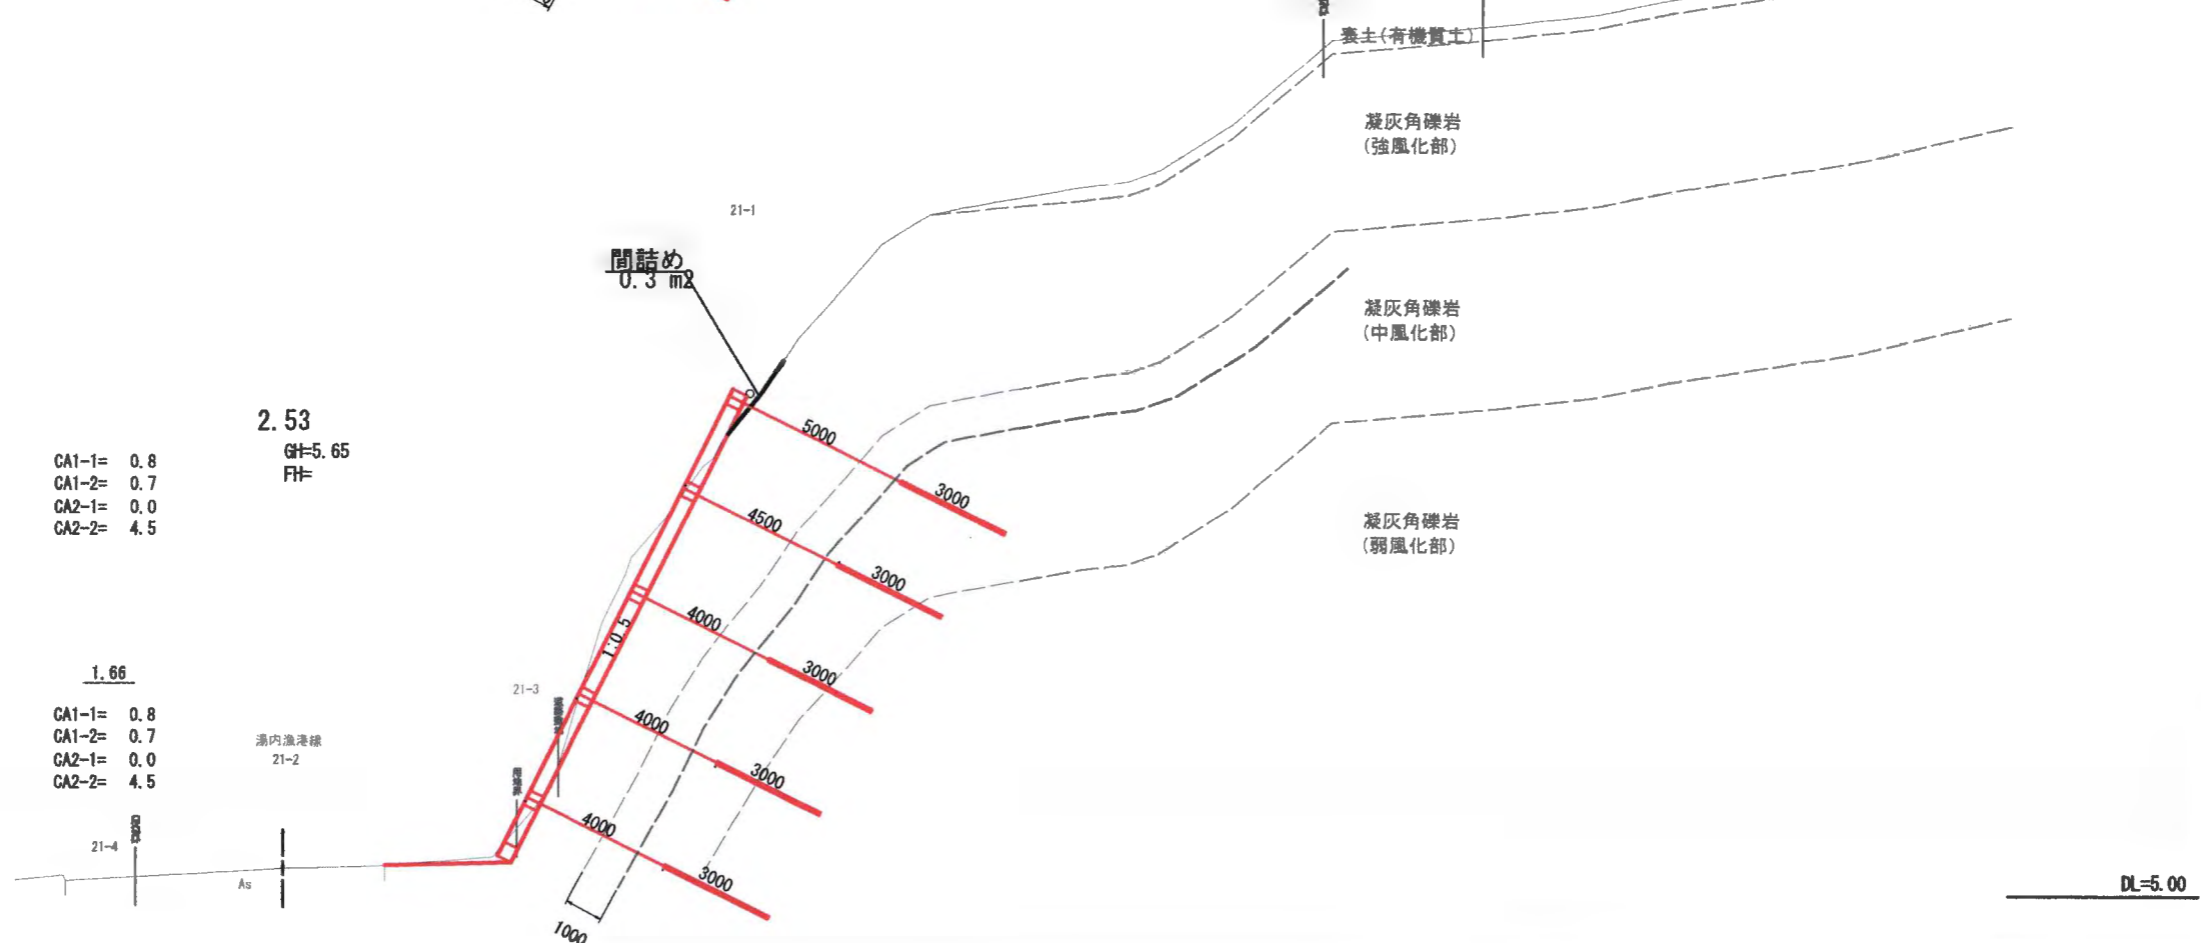 表土(有機質土)
凝灰角礫岩
(強風化部)
21-1
間詰め
0.3 m2
凝灰角礫岩
(中風化部)
2.53
GH=5.65
FH=
CA1-1= 0.8
CA1-2= 0.7
CA2-1= 0.0
CA2-2= 4.5
5000
3000
4500
3000
凝灰角礫岩
(弱風化部)
4000
3000
1:0.5
1.66
21-3
CA1-1= 0.8
CA1-2= 0.7
CA2-1= 0.0
CA2-2= 4.5
湯内漁港線
21-2
4000
3000
4000
3000
21-4
As
1000
DL=5.00